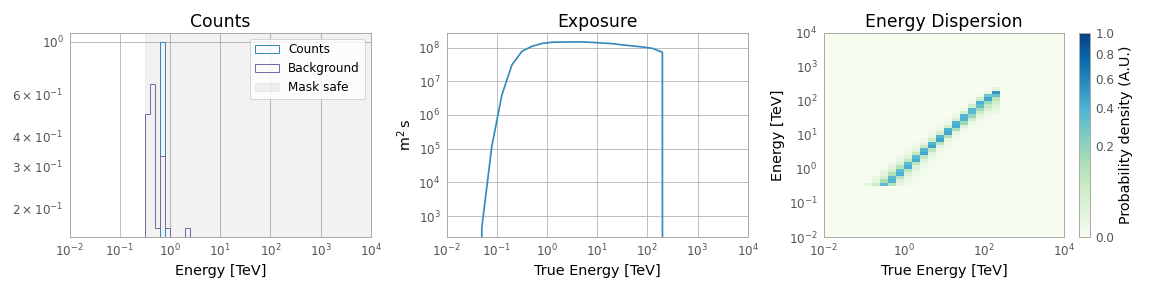 Counts
10^0
6 × 10^-1
4 × 10^-1
3 × 10^-1
2 × 10^-1
Counts
Background
Mask safe
10^-2 10^-1 10^0 10^1 10^2 10^3 10^4
Energy [TeV]
Exposure
m^2 s
10^8
10^7
10^6
10^5
10^4
10^3
10^-2 10^-1 10^0 10^1 10^2 10^3 10^4
True Energy [TeV]
Energy Dispersion
Energy [TeV]
10^4
10^3
10^2
10^1
10^0
10^-1
10^-2
10^-2 10^0 10^2 10^4
True Energy [TeV]
1.0
0.8
0.6
0.4
0.2
0.0
Probability density (A.U.)